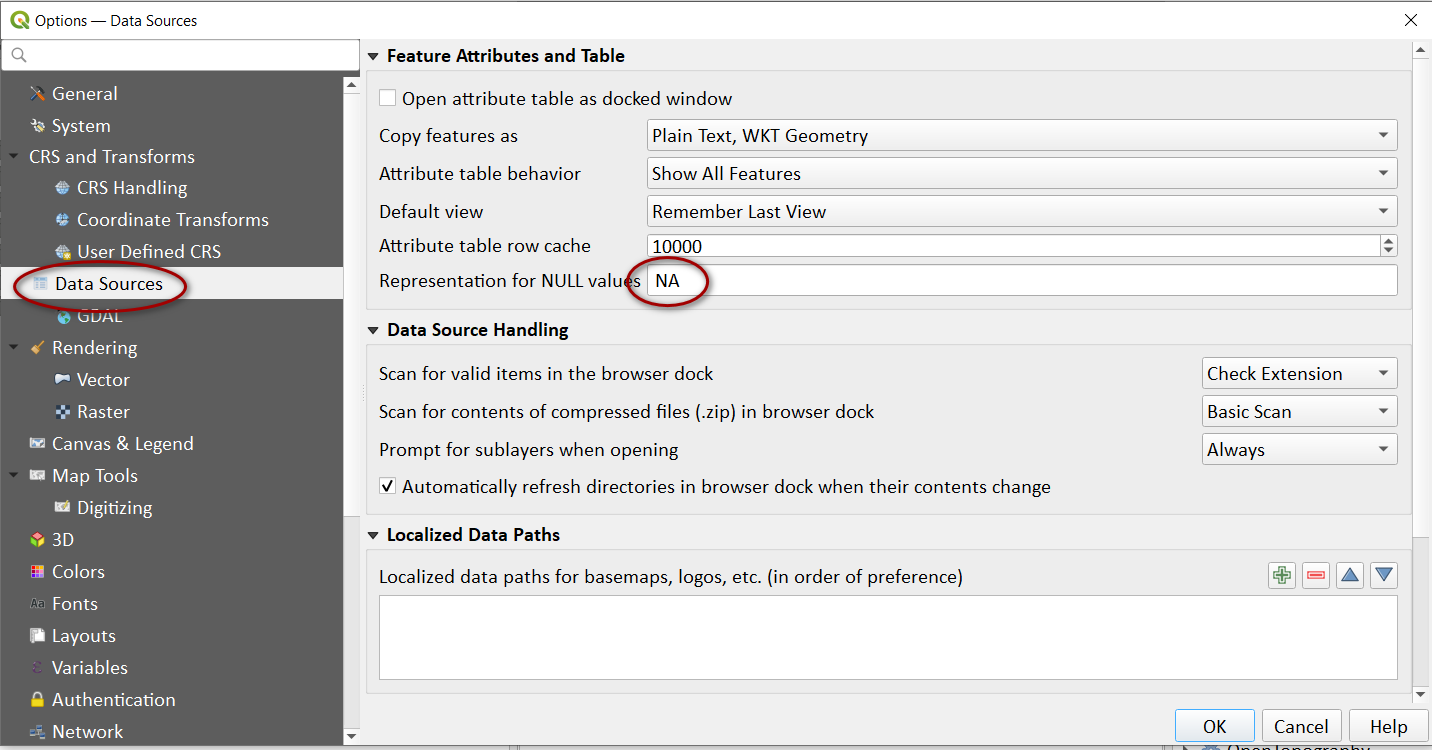 Options — Data Sources
General
System
CRS and Transforms
CRS Handling
Coordinate Transforms
User Defined CRS
Data Sources
GDAL
Rendering
Vector
Raster
Canvas & Legend
Map Tools
Digitizing
3D
Colors
Fonts
Layouts
Variables
Authentication
Network
Feature Attributes and Table
Open attribute table as docked window
Copy features as Plain Text, WKT Geometry
Attribute table behavior Show All Features
Default view Remember Last View
Attribute table row cache 10000
Representation for NULL values NA
Data Source Handling
Scan for valid items in the browser dock Check Extension
Scan for contents of compressed files (.zip) in browser dock Basic Scan
Prompt for sublayers when opening Always
Automatically refresh directories in browser dock when their contents change
Localized Data Paths
Localized data paths for basemaps, logos, etc. (in order of preference)
OK Cancel Help
OpenTopography